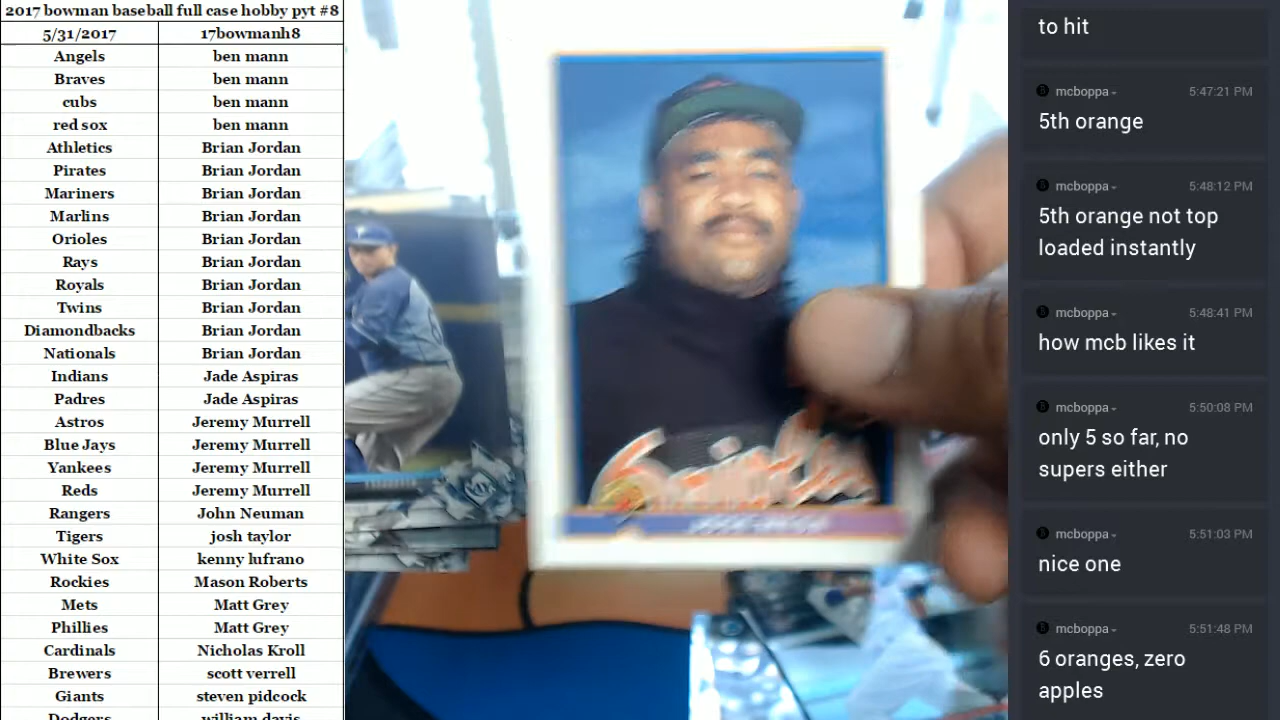 2017 bowman baseball full case hobby pyt #8
5/31/2017 17bowmanh8
Angels ben mann
Braves ben mann
cubs ben mann
red sox ben mann
Athletics Brian Jordan
Pirates Brian Jordan
Mariners Brian Jordan
Marlins Brian Jordan
Orioles Brian Jordan
Rays Brian Jordan
Royals Brian Jordan
Twins Brian Jordan
Diamondbacks Brian Jordan
Nationals Brian Jordan
Indians Jade Aspiras
Padres Jade Aspiras
Astros Jeremy Murrell
Blue Jays Jeremy Murrell
Yankees Jeremy Murrell
Reds Jeremy Murrell
Rangers John Neuman
Tigers josh taylor
White Sox kenny lufrano
Rockies Mason Roberts
Mets Matt Grey
Phillies Matt Grey
Cardinals Nicholas Kroll
Brewers scott verrell
Giants steven pidcock
Dodgers william davis
to hit
mcboppa 5:47:21 PM
5th orange
mcboppa 5:48:12 PM
5th orange not top
loaded instantly
mcboppa 5:48:41 PM
how mcb likes it
mcboppa 5:50:08 PM
only 5 so far, no
supers either
mcboppa 5:51:03 PM
nice one
mcboppa 5:51:48 PM
6 oranges, zero
apples